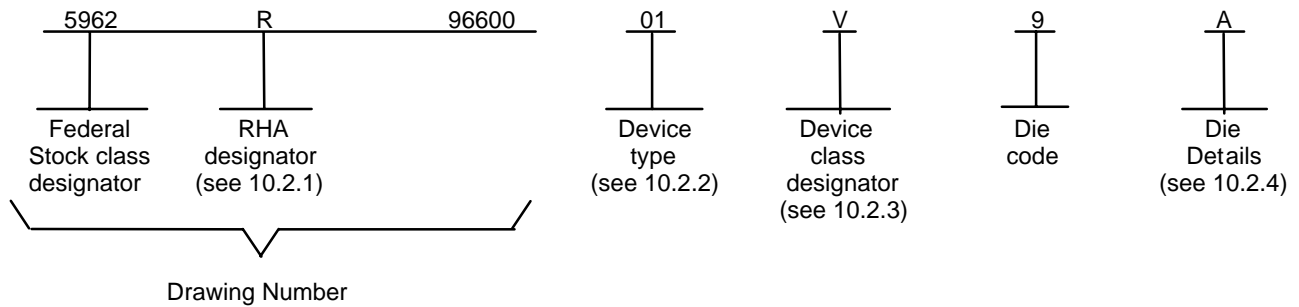 5962 R 96600 01 V 9 A
Federal Stock class designator
RHA designator (see 10.2.1)
Device type (see 10.2.2)
Device class designator (see 10.2.3)
Die code
Die Details (see 10.2.4)
Drawing Number